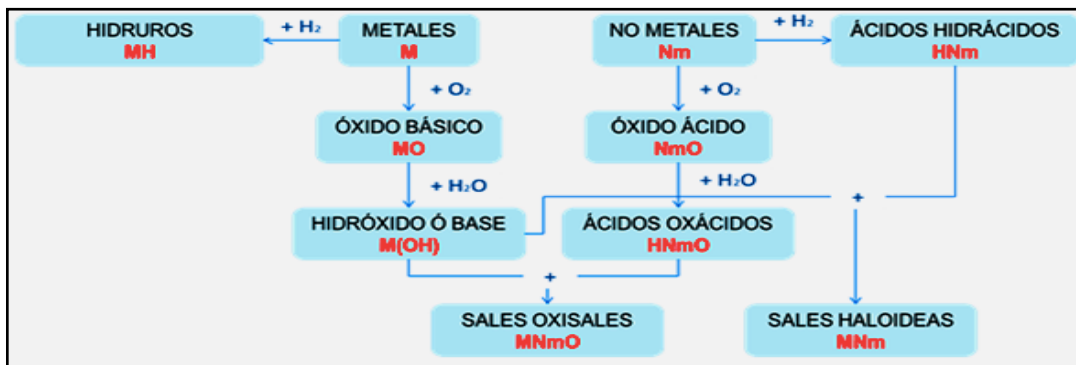 HIDRUROS
MH
+ H₂
METALES
M
NO METALES
Nm
+ H₂
ÁCIDOS HIDRÁCIDOS
HNm
+ O₂
+ O₂
ÓXIDO BÁSICO
MO
ÓXIDO ÁCIDO
NmO
+ H₂O
+ H₂O
+
HIDRÓXIDO Ó BASE
M(OH)
ÁCIDOS OXÁCIDOS
HNmO
+
SALES OXISALES
MNmO
SALES HALOIDEAS
MNm